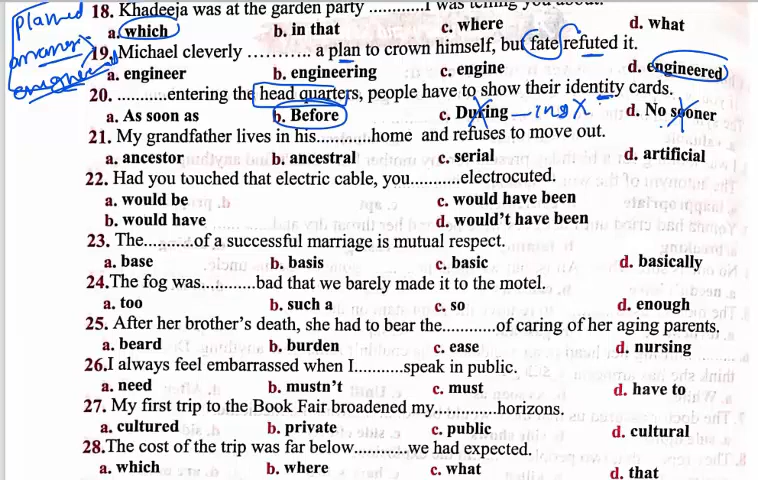 18. Khadeeja was at the garden party ............I was telling you about.
planned
a. which b. in that c. where d. what
19. Michael cleverly .......... a plan to crown himself, but fate refuted it.
a. engineer b. engineering c. engine d. engineered
20. ..........entering the head quarters, people have to show their identity cards.
a. As soon as b. Before c. During – ing X d. No sooner
21. My grandfather lives in his...........home and refuses to move out.
a. ancestor b. ancestral c. serial d. artificial
22. Had you touched that electric cable, you..........electrocuted.
a. would be c. would have been
b. would have d. would't have been
23. The.........of a successful marriage is mutual respect.
a. base b. basis c. basic d. basically
24.The fog was...........bad that we barely made it to the motel.
a. too b. such a c. so d. enough
25. After her brother's death, she had to bear the...........of caring of her aging parents.
a. beard b. burden c. ease d. nursing
26.I always feel embarrassed when I..........speak in public.
a. need b. mustn't c. must d. have to
27. My first trip to the Book Fair broadened my.............horizons.
a. cultured b. private c. public d. cultural
28.The cost of the trip was far below...........we had expected.
a. which b. where c. what d. that